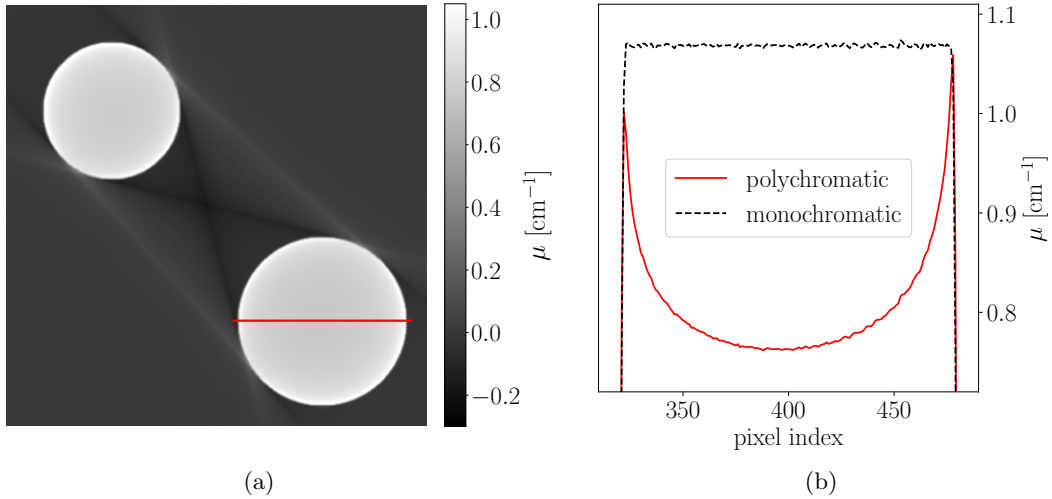 1.0
0.8
0.6
0.4
0.2
0.0
−0.2
μ [cm⁻¹]
(a)
1.1
1.0
0.9
0.8
μ [cm⁻¹]
polychromatic
monochromatic
350
400
450
pixel index
(b)